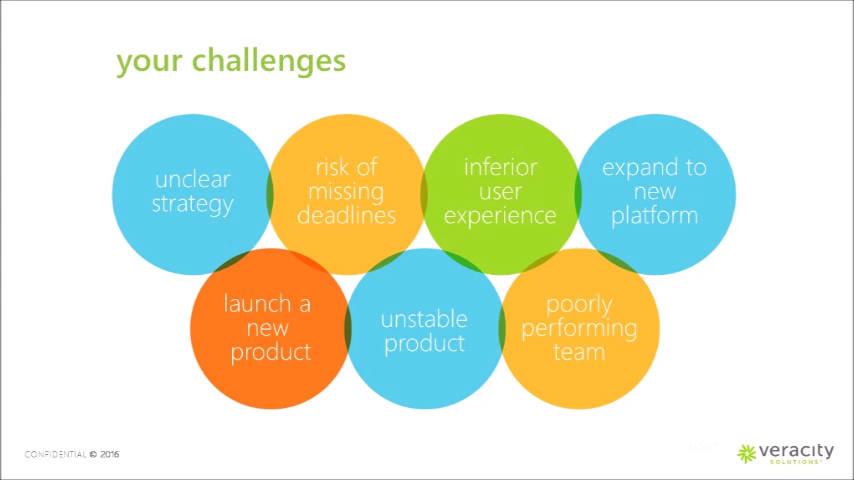 your challenges
unclear
strategy
risk of
missing
deadlines
inferior
user
experience
expand to
new
platform
launch a
new
product
unstable
product
poorly
performing
team
CONFIDENTIAL © 2016
veracity
SOLUTIONS